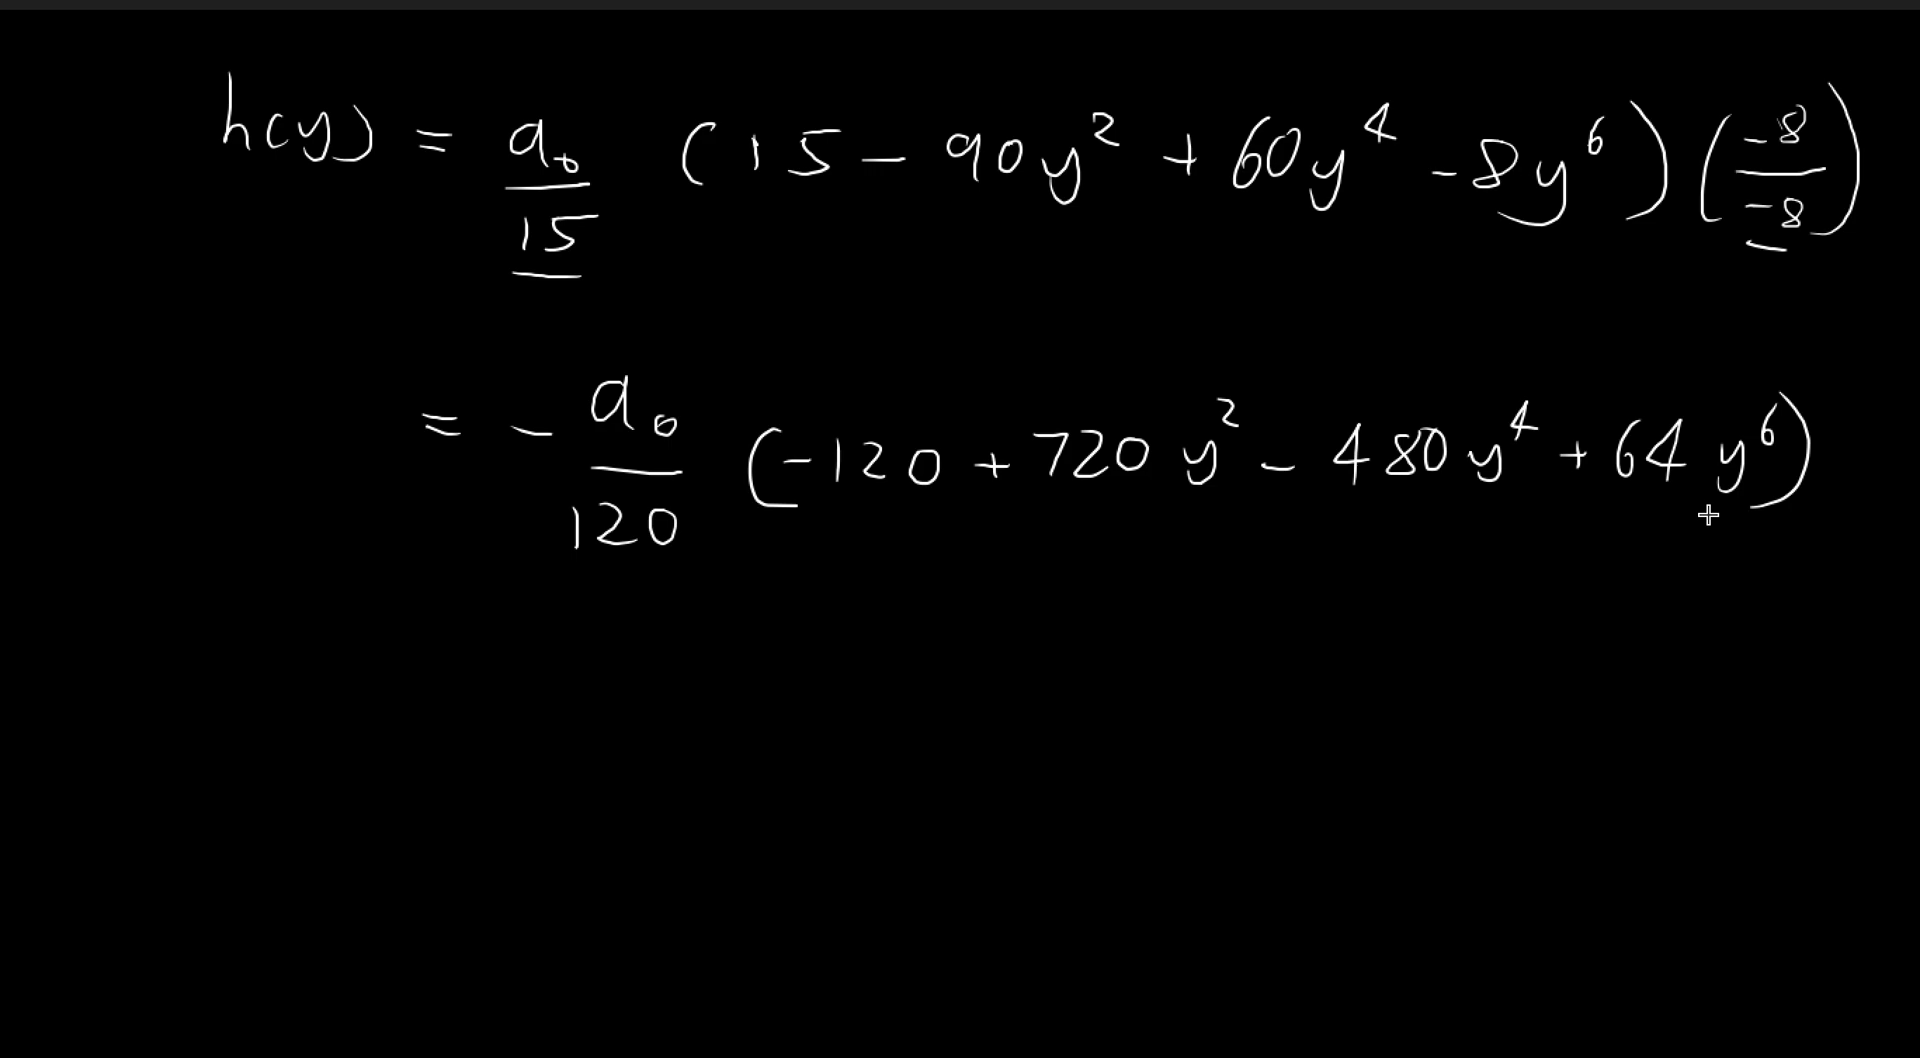 h(y) = a₀/15 (15 - 90y² + 60y⁴ - 8y⁶)(-8/-8)
= - a₀/120 (-120 + 720y² - 480y⁴ + 64y⁶)